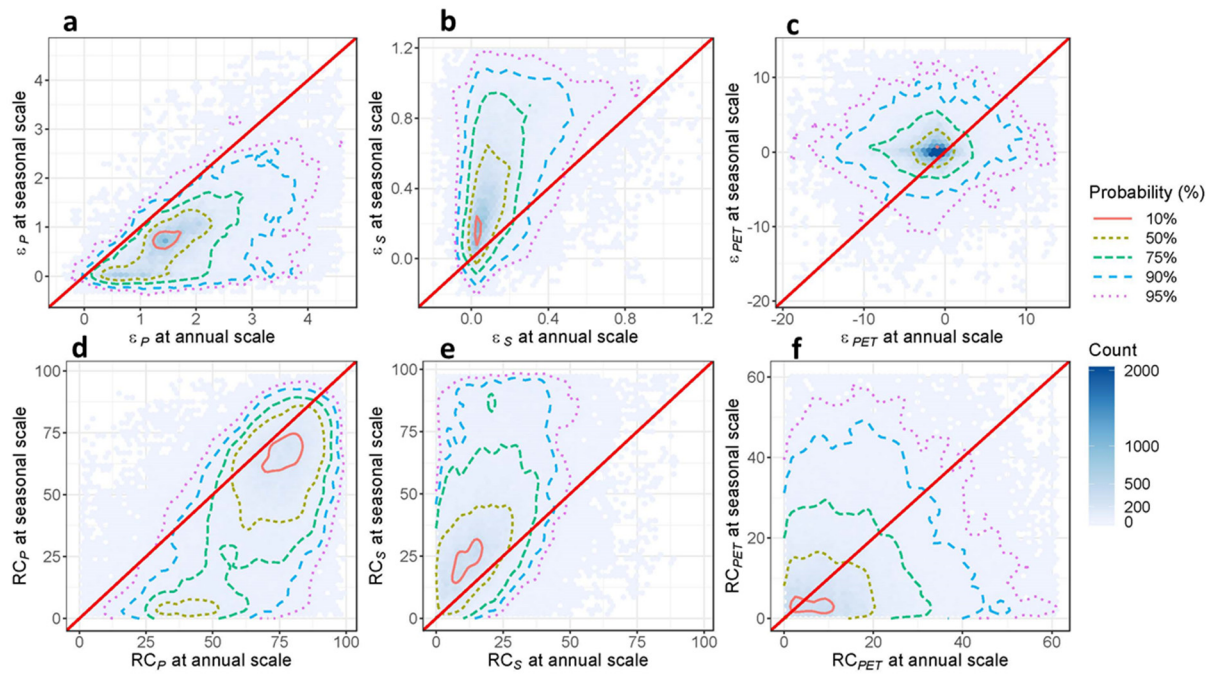 a
ε P at seasonal scale
4
3
2
1
0
0 1 2 3 4
ε P at annual scale
b
ε S at seasonal scale
1.2
0.8
0.4
0.0
0.0 0.4 0.8 1.2
ε S at annual scale
c
ε PET at seasonal scale
10
0
-10
-20
-20 -10 0 10
ε PET at annual scale
Probability (%)
10%
50%
75%
90%
95%
d
RCP at seasonal scale
100
75
50
25
0
0 25 50 75 100
RCP at annual scale
e
RCS at seasonal scale
100
75
50
25
0
0 25 50 75 100
RCS at annual scale
f
RCPET at seasonal scale
60
40
20
0
0 20 40 60
RCPET at annual scale
Count
2000
1000
500
200
0